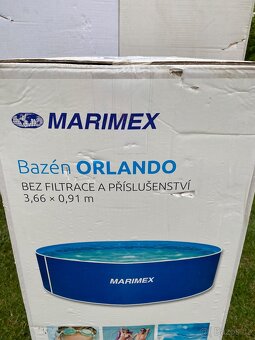 MARIMEX
Bazén ORLANDO
BEZ FILTRACE A PŘÍSLUŠENSTVÍ
3,66 × 0,91 m
MARIMEX